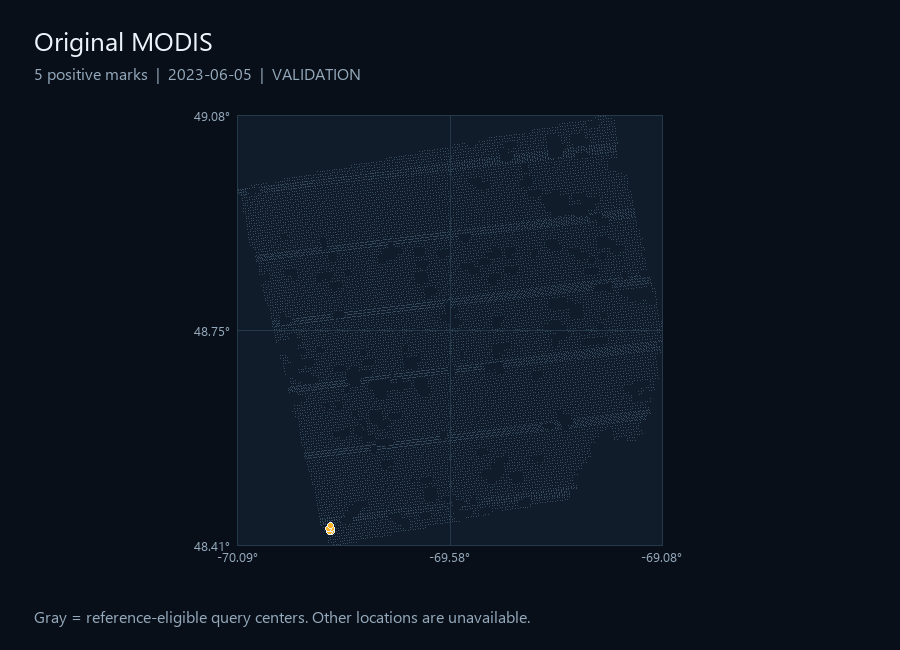 Original MODIS
5 positive marks | 2023-06-05 | VALIDATION
49.08°
48.75°
48.41°
-70.09°
-69.58°
-69.08°
Gray = reference-eligible query centers. Other locations are unavailable.